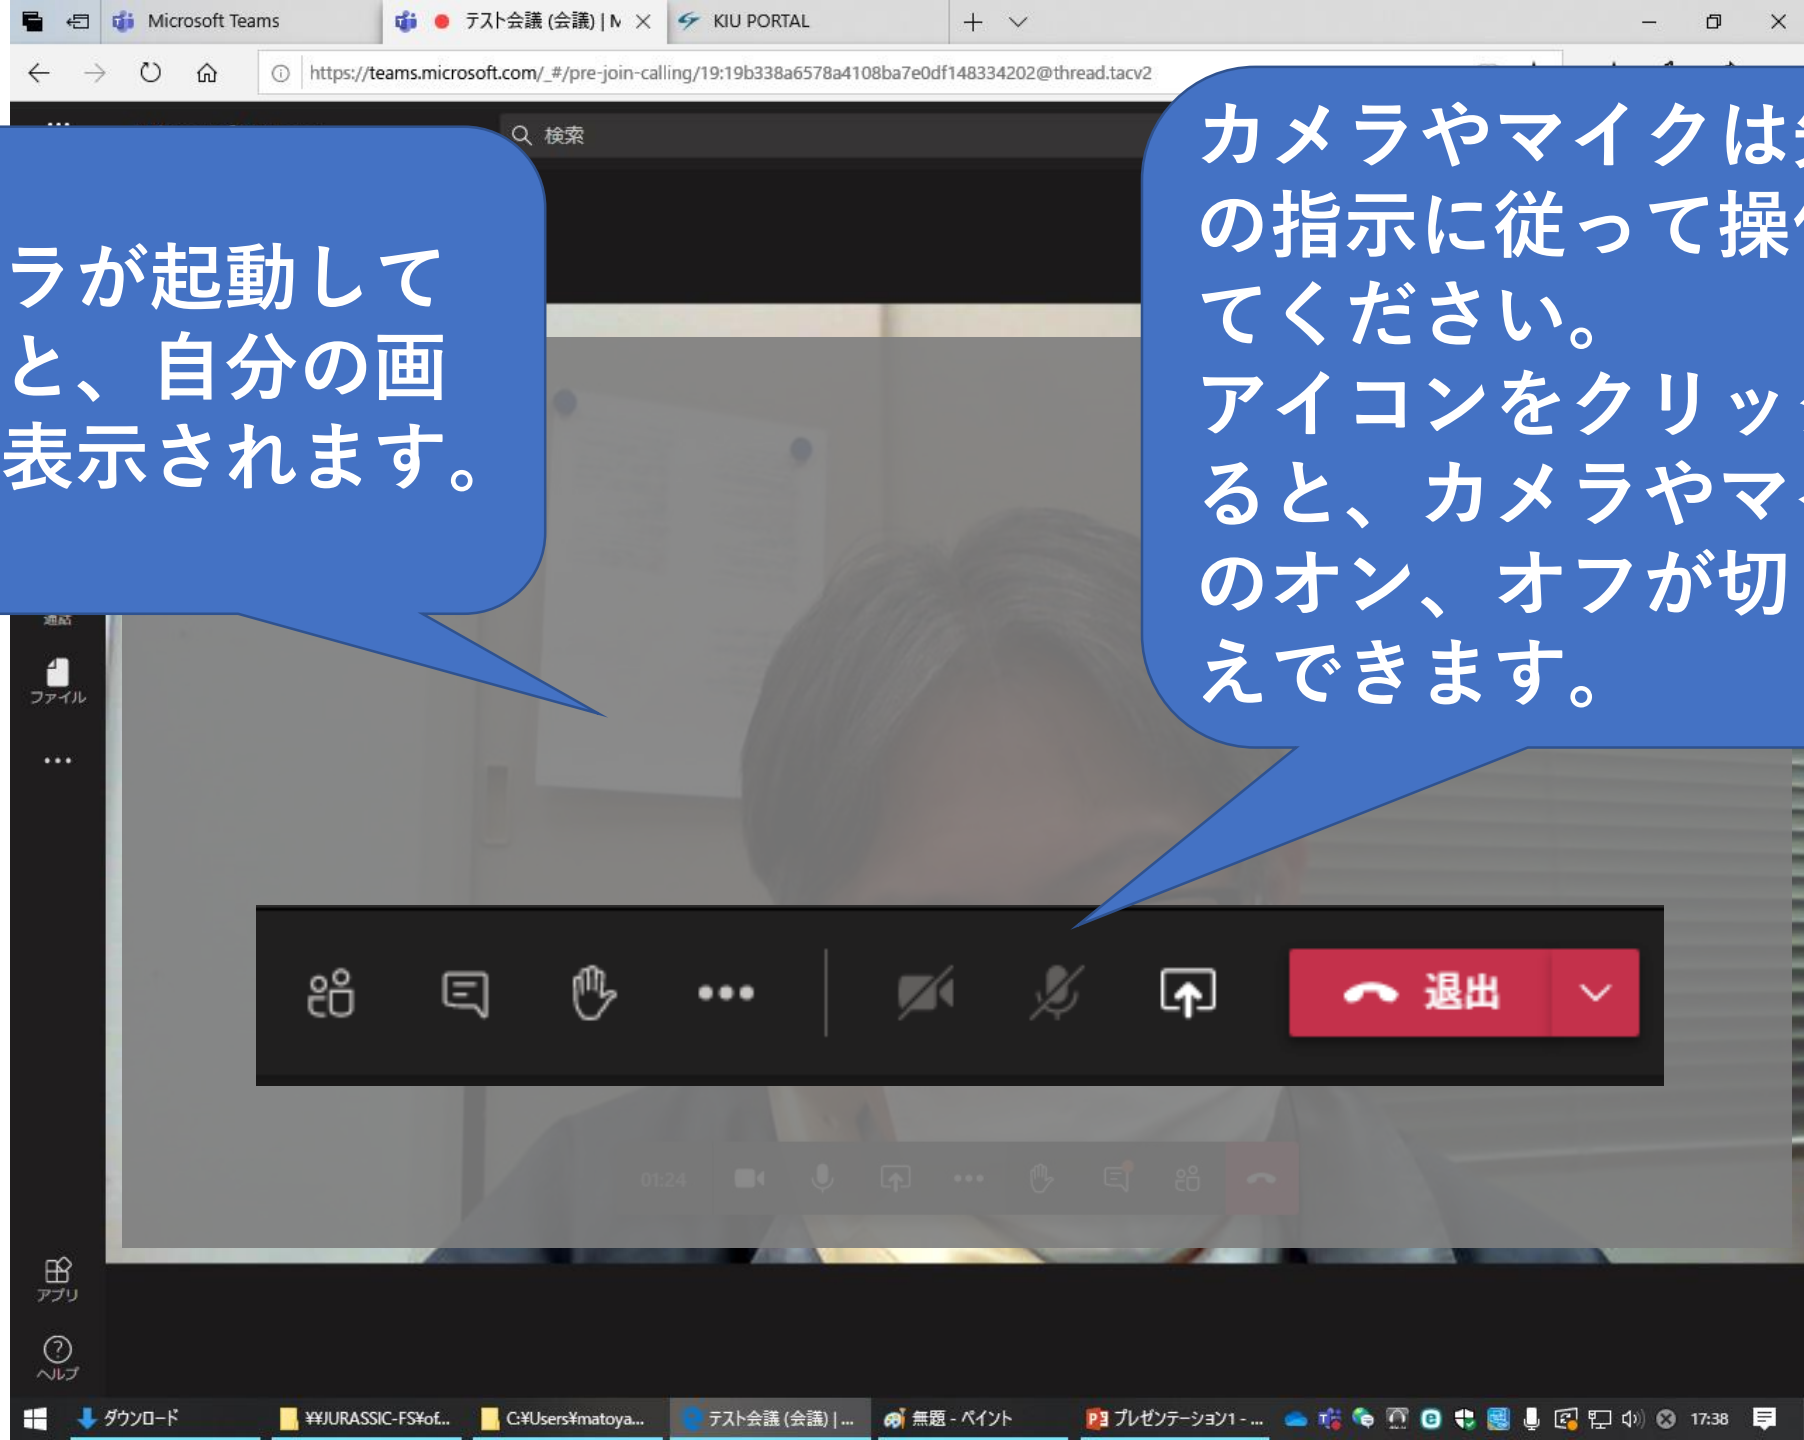 Microsoft Teams
テスト会議 (会議) | M
KIU PORTAL
https://teams.microsoft.com/_#/pre-join-calling/19:19b338a6578a4108ba7e0df148334202@thread.tacv2
検索
ラが起動して
と、自分の画
表示されます。
カメラやマイクは
の指示に従って操
てください。
アイコンをクリッ
ると、カメラやマ
のオン、オフが切
えできます。
通話
ファイル
退出
01:24
アプリ
ヘルプ
ダウンロード
¥¥JURASSIC-FS¥of...
C:¥Users¥matoya...
テスト会議 (会議) | ...
無題 - ペイント
プレゼンテーション1 - ...
17:38